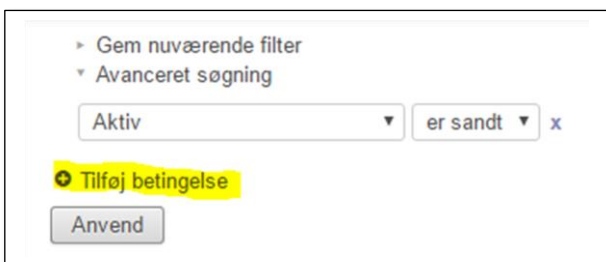 Gem nuværende filter
Avanceret søgning
Aktiv er sandt x
Tilføj betingelse
Anvend